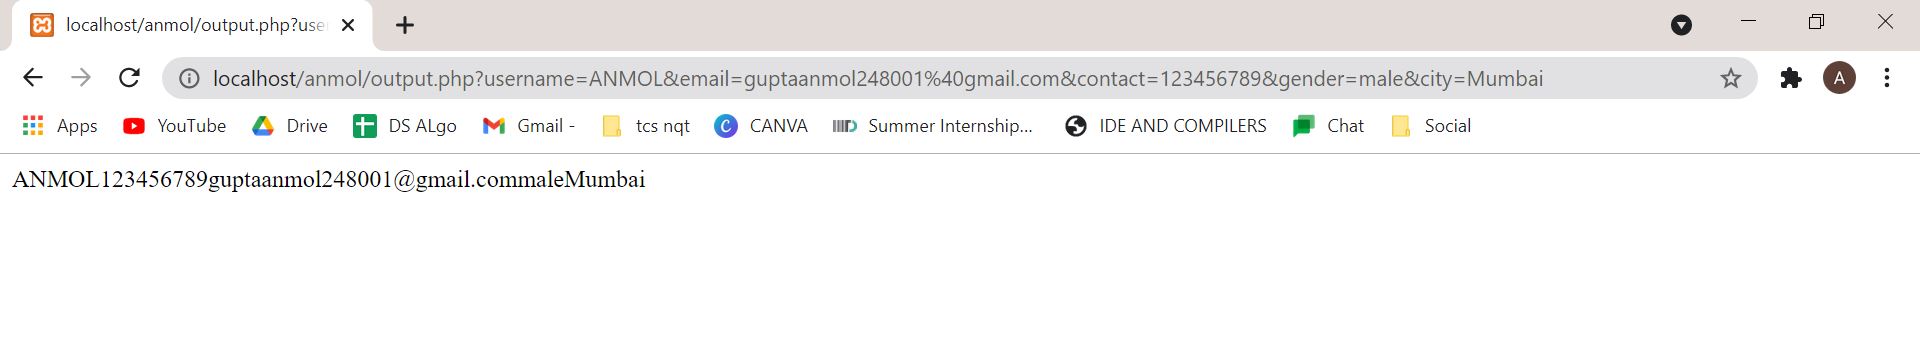 localhost/anmol/output.php?use
localhost/anmol/output.php?username=ANMOL&email=guptaanmol248001%40gmail.com&contact=123456789&gender=male&city=Mumbai
A
Apps YouTube Drive DS ALgo Gmail - tcs nqt CANVA Summer Internship... IDE AND COMPILERS Chat Social
ANMOL123456789guptaanmol248001@gmail.commaleMumbai